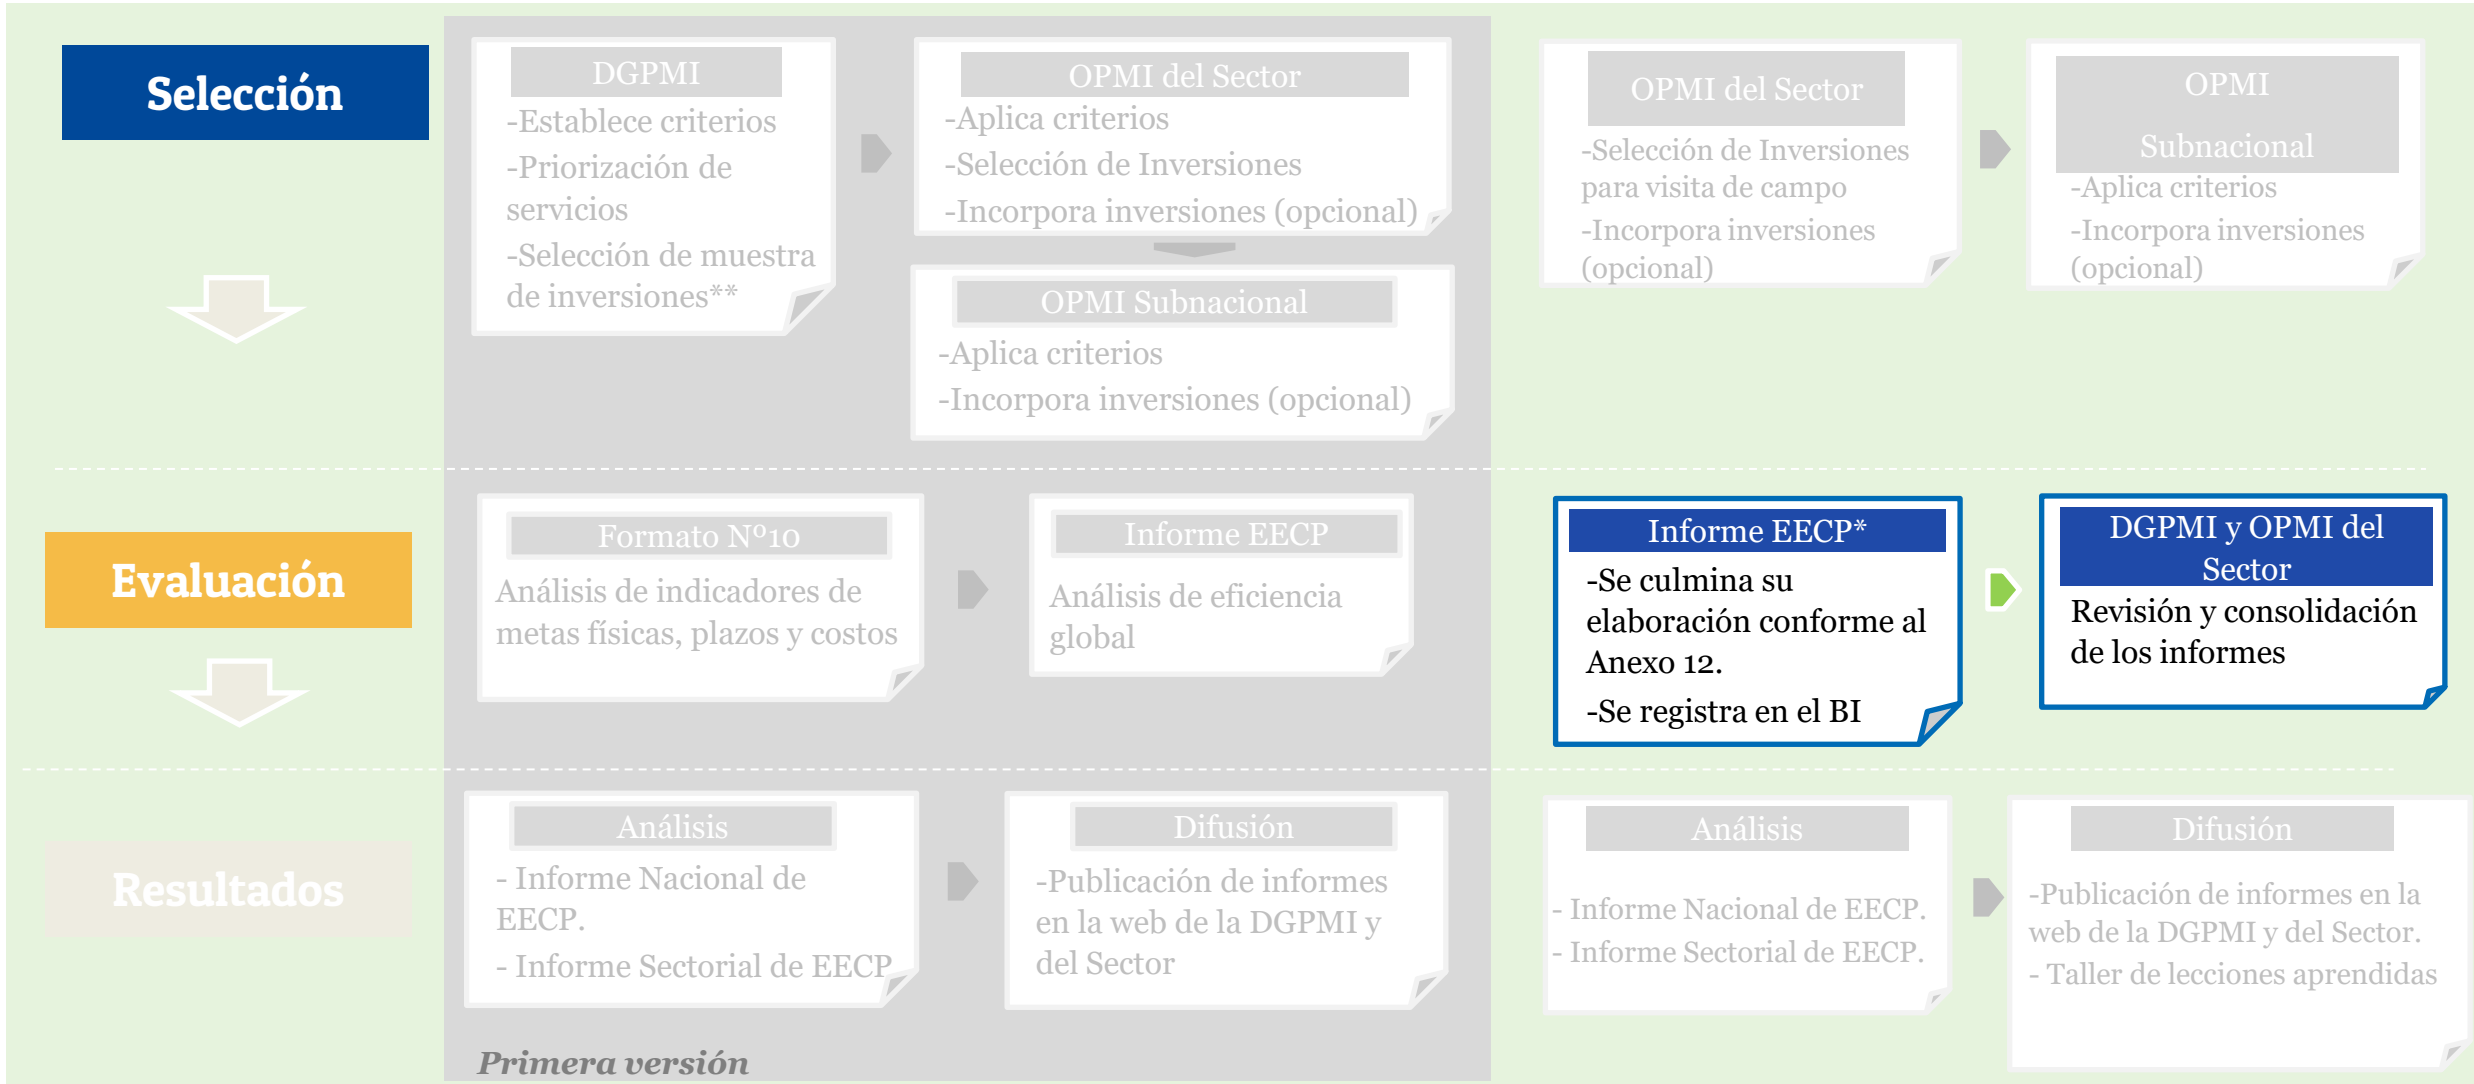 Selección
DGPMI
-Establece criterios
-Priorización de
servicios
-Selección de muestra
de inversiones**
OPMI del Sector
-Aplica criterios
-Selección de Inversiones
-Incorpora inversiones (opcional)
OPMI Subnacional
-Aplica criterios
-Incorpora inversiones (opcional)
OPMI del Sector
-Selección de Inversiones
para visita de campo
-Incorpora inversiones
(opcional)
OPMI
Subnacional
-Aplica criterios
-Incorpora inversiones
(opcional)
Evaluación
Formato Nº10
Análisis de indicadores de
metas físicas, plazos y costos
Informe EECP
Análisis de eficiencia
global
Informe EECP*
-Se culmina su
elaboración conforme al
Anexo 12.
-Se registra en el BI
DGPMI y OPMI del
Sector
Revisión y consolidación
de los informes
Resultados
Análisis
- Informe Nacional de
EECP.
- Informe Sectorial de EECP
Difusión
-Publicación de informes
en la web de la DGPMI y
del Sector
Análisis
- Informe Nacional de EECP.
- Informe Sectorial de EECP.
Difusión
-Publicación de informes en la
web de la DGPMI y del Sector.
- Taller de lecciones aprendidas
Primera versión